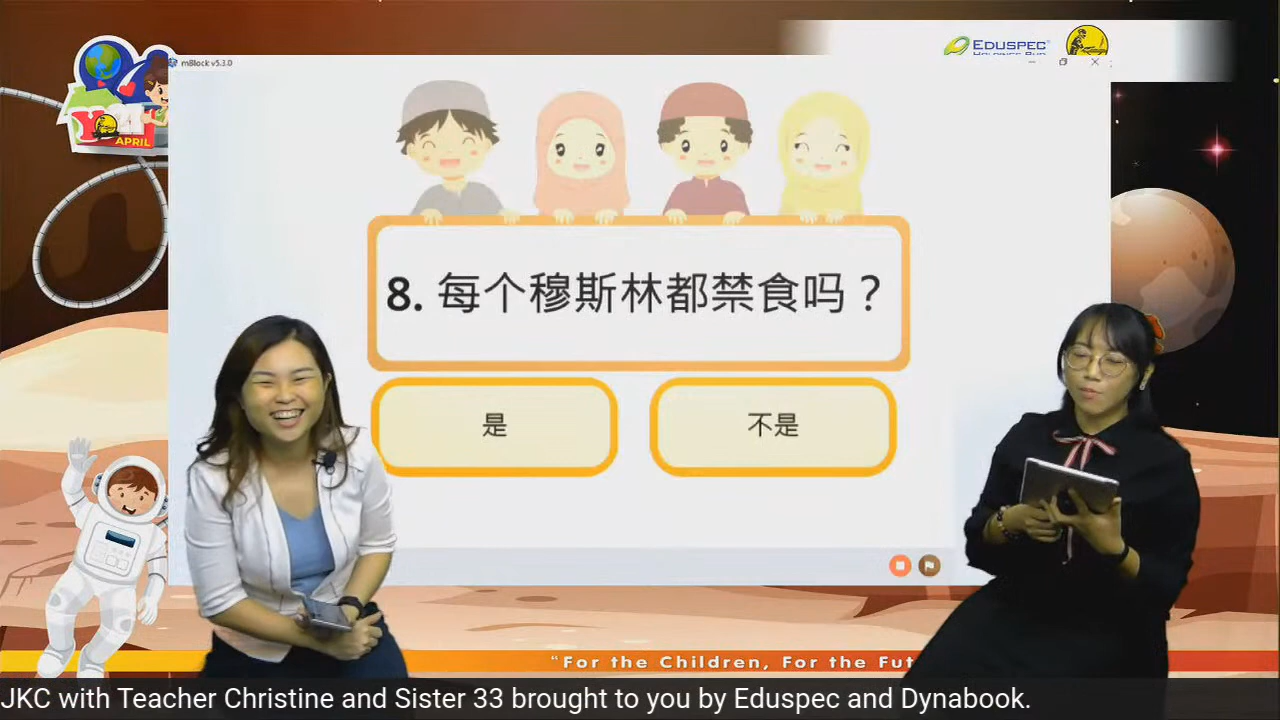 EDUSPEC
mBlock v5.3.0
APRIL
8. 每个穆斯林都禁食吗？
是
不是
"For the Children, For the Fut
JKC with Teacher Christine and Sister 33 brought to you by Eduspec and Dynabook.